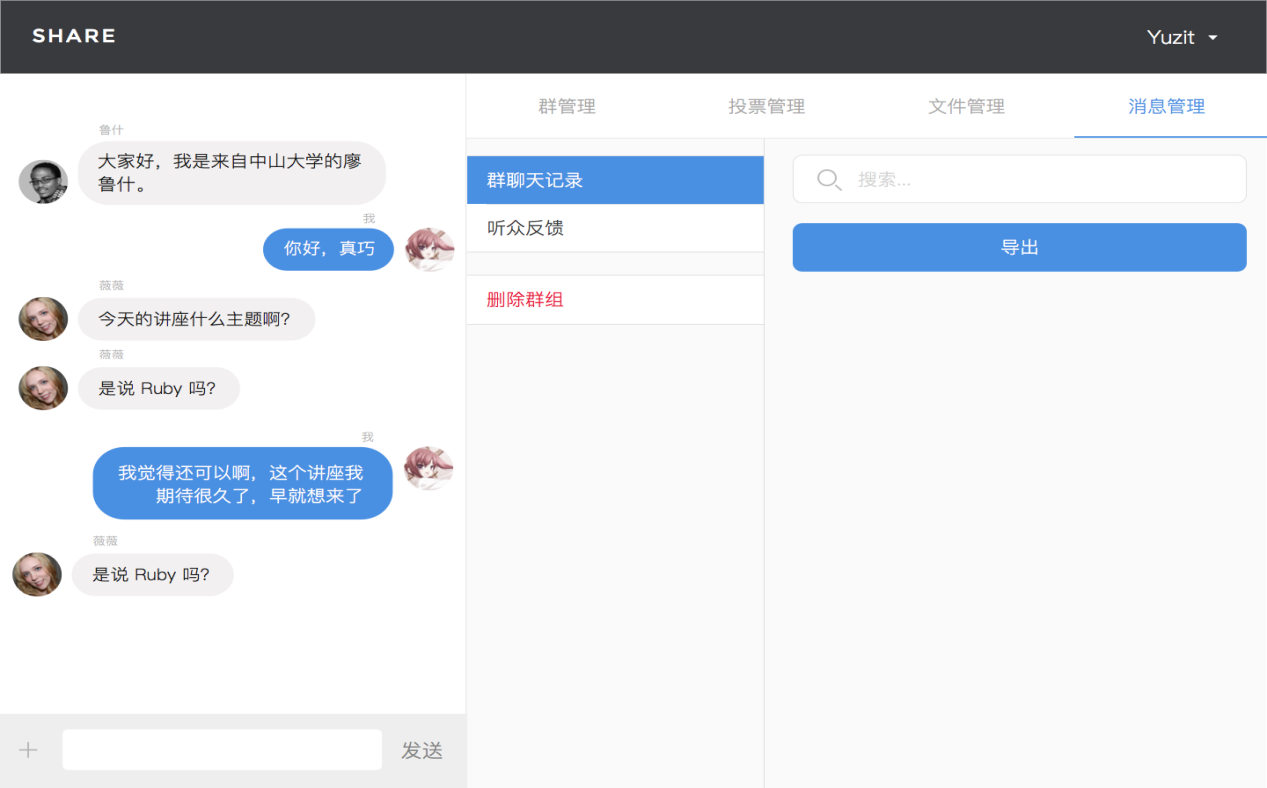 SHARE
Yuzit
鲁什
大家好，我是来自中山大学的廖
鲁什。
我
你好，真巧
薇薇
今天的讲座什么主题啊?
薇薇
是说 Ruby 吗?
我
我觉得还可以啊，这个讲座我
期待很久了，早就想来了
薇薇
是说 Ruby 吗?
发送
群管理
投票管理
文件管理
消息管理
群聊天记录
听众反馈
删除群组
搜索...
导出